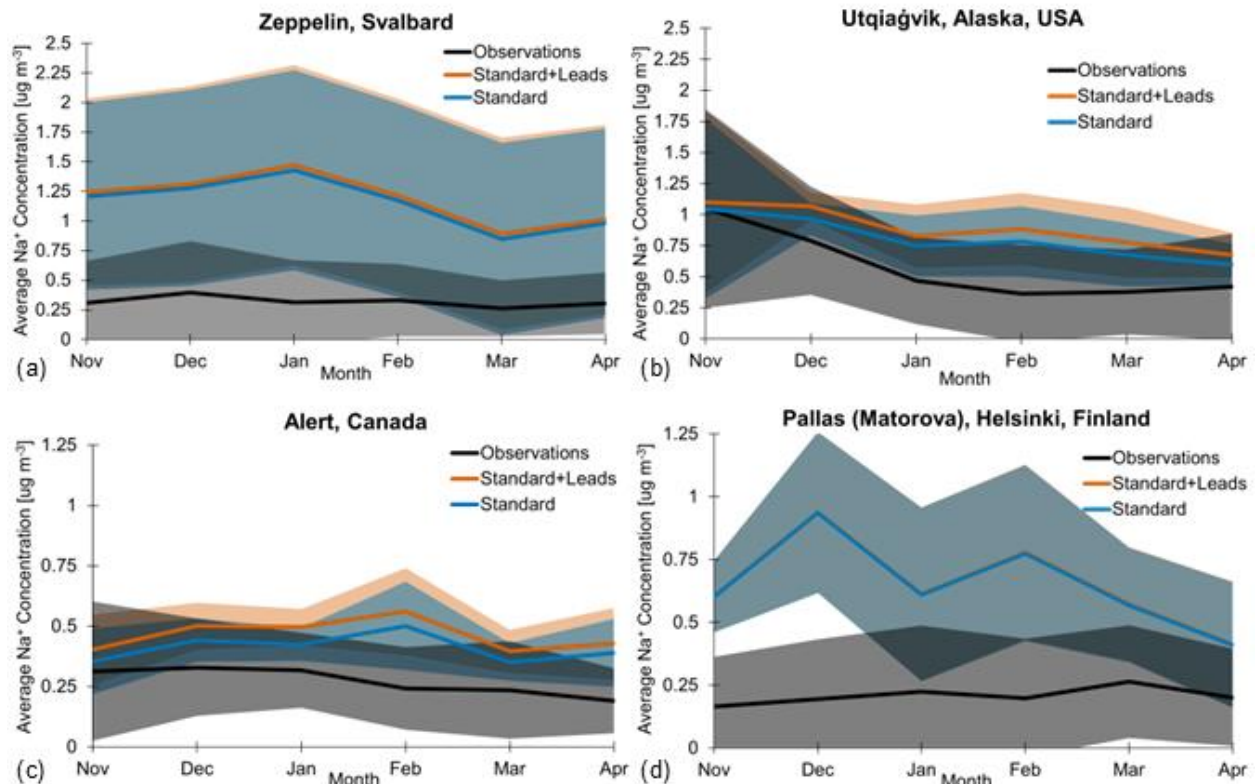 Zeppelin, Svalbard
Average Na⁺ Concentration [ug m⁻³]
2.5
2.25
2
1.75
1.5
1.25
1
0.75
0.5
0.25
0
Observations
Standard+Leads
Standard
Nov Dec Jan Feb Mar Apr
Month
(a)
Utqiaġvik, Alaska, USA
Average Na⁺ Concentration [ug m⁻³]
2.5
2.25
2
1.75
1.5
1.25
1
0.75
0.5
0.25
0
Observations
Standard+Leads
Standard
Nov Dec Jan Feb Mar Apr
Month
(b)
Alert, Canada
Average Na⁺ Concentration [ug m⁻³]
1.25
1
0.75
0.5
0.25
0
Observations
Standard+Leads
Standard
Nov Dec Jan Feb Mar Apr
Month
(c)
Pallas (Matorova), Helsinki, Finland
Average Na⁺ Concentration [ug m⁻³]
1.25
1
0.75
0.5
0.25
0
Observations
Standard+Leads
Standard
Nov Dec Jan Feb Mar Apr
Month
(d)